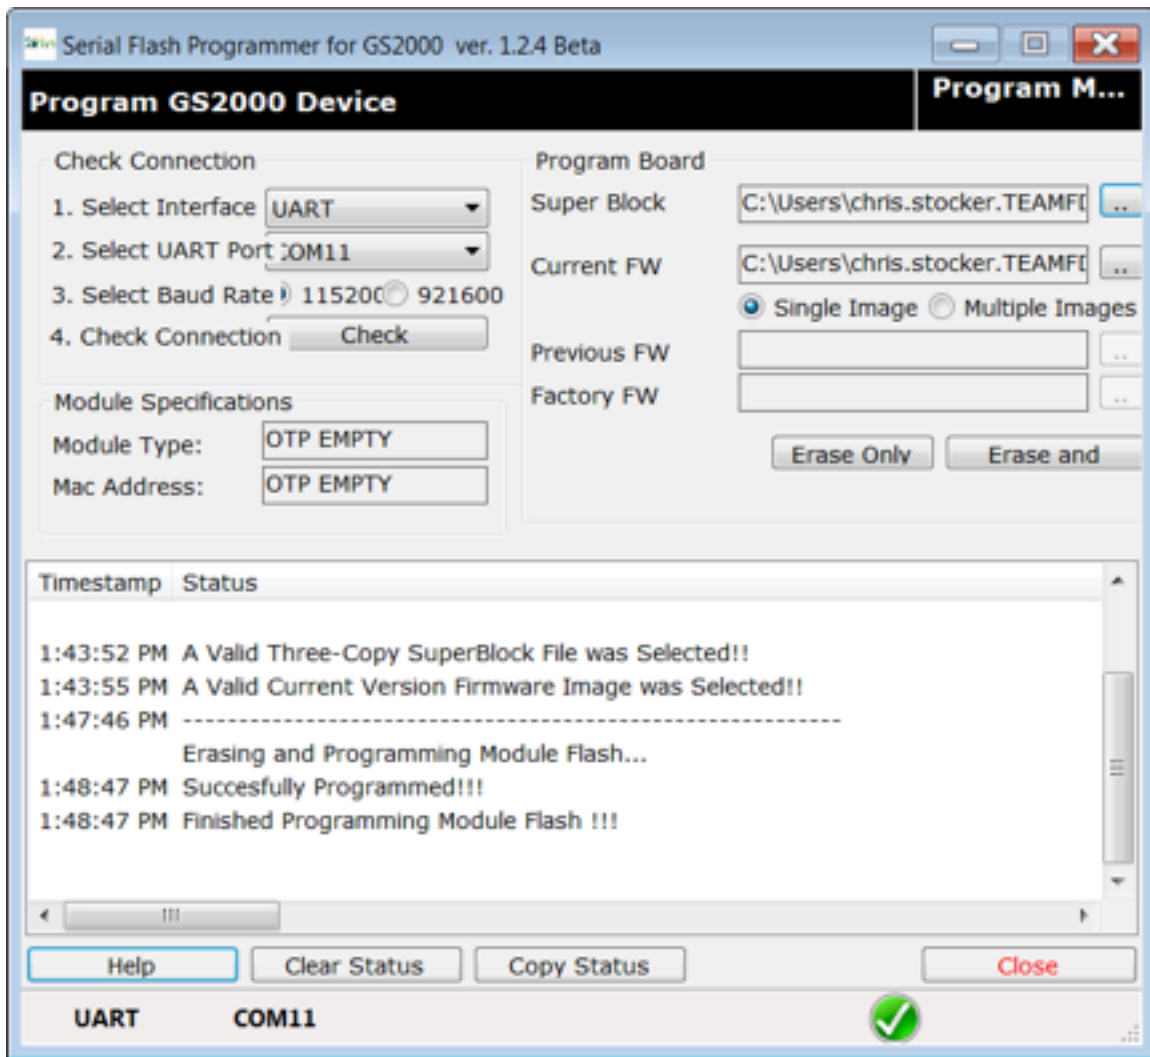 Serial Flash Programmer for GS2000 ver. 1.2.4 Beta
Program GS2000 Device
Program M...
Check Connection
1. Select Interface UART
2. Select UART Port COM11
3. Select Baud Rate 115200 921600
4. Check Connection Check
Module Specifications
Module Type: OTP EMPTY
Mac Address: OTP EMPTY
Program Board
Super Block C:\Users\chris.stocker.TEAMFD ..
Current FW C:\Users\chris.stocker.TEAMFD ..
Single Image Multiple Images
Previous FW ..
Factory FW ..
Erase Only Erase and
Timestamp Status
1:43:52 PM A Valid Three-Copy SuperBlock File was Selected!!
1:43:55 PM A Valid Current Version Firmware Image was Selected!!
1:47:46 PM -----------------------------------------------------------
Erasing and Programming Module Flash...
1:48:47 PM Succesfully Programmed!!!
1:48:47 PM Finished Programming Module Flash !!!
Help Clear Status Copy Status Close
UART COM11